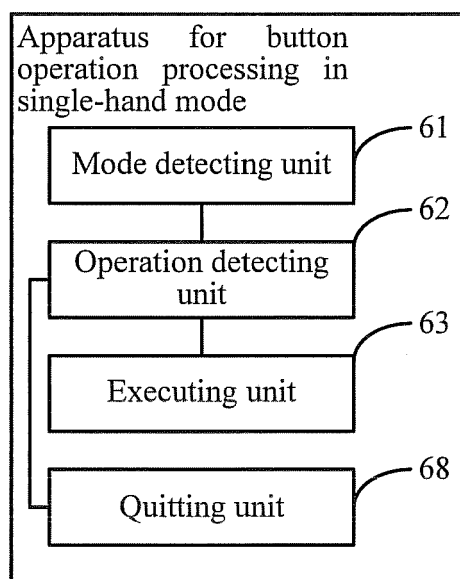 Apparatus for button
operation processing in
single-hand mode
61
Mode detecting unit
62
Operation detecting
unit
63
Executing unit
68
Quitting unit